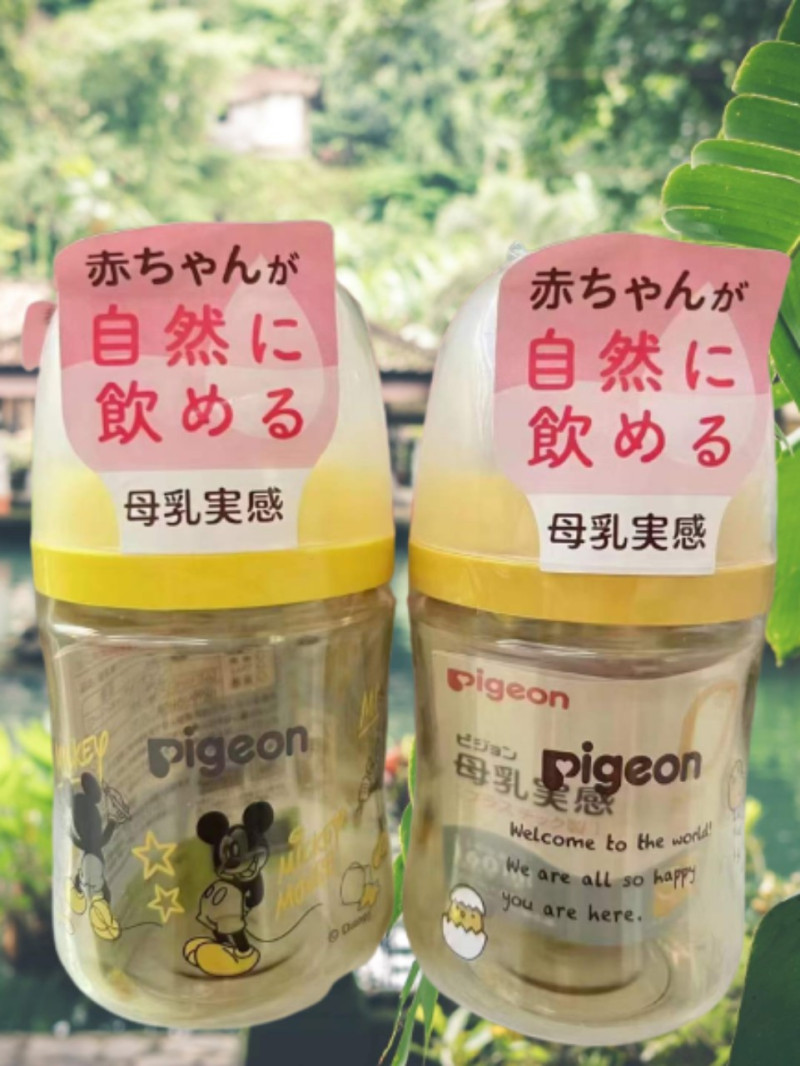 赤ちゃんが
自然に
飲める
母乳実感
pigeon
MICKEY
MICKEY
MOUSE
© Disney
赤ちゃんが
自然に
飲める
母乳実感
pigeon
ピジョン
母乳実感
pigeon
Welcome to the world!
We are all so happy
you are here.